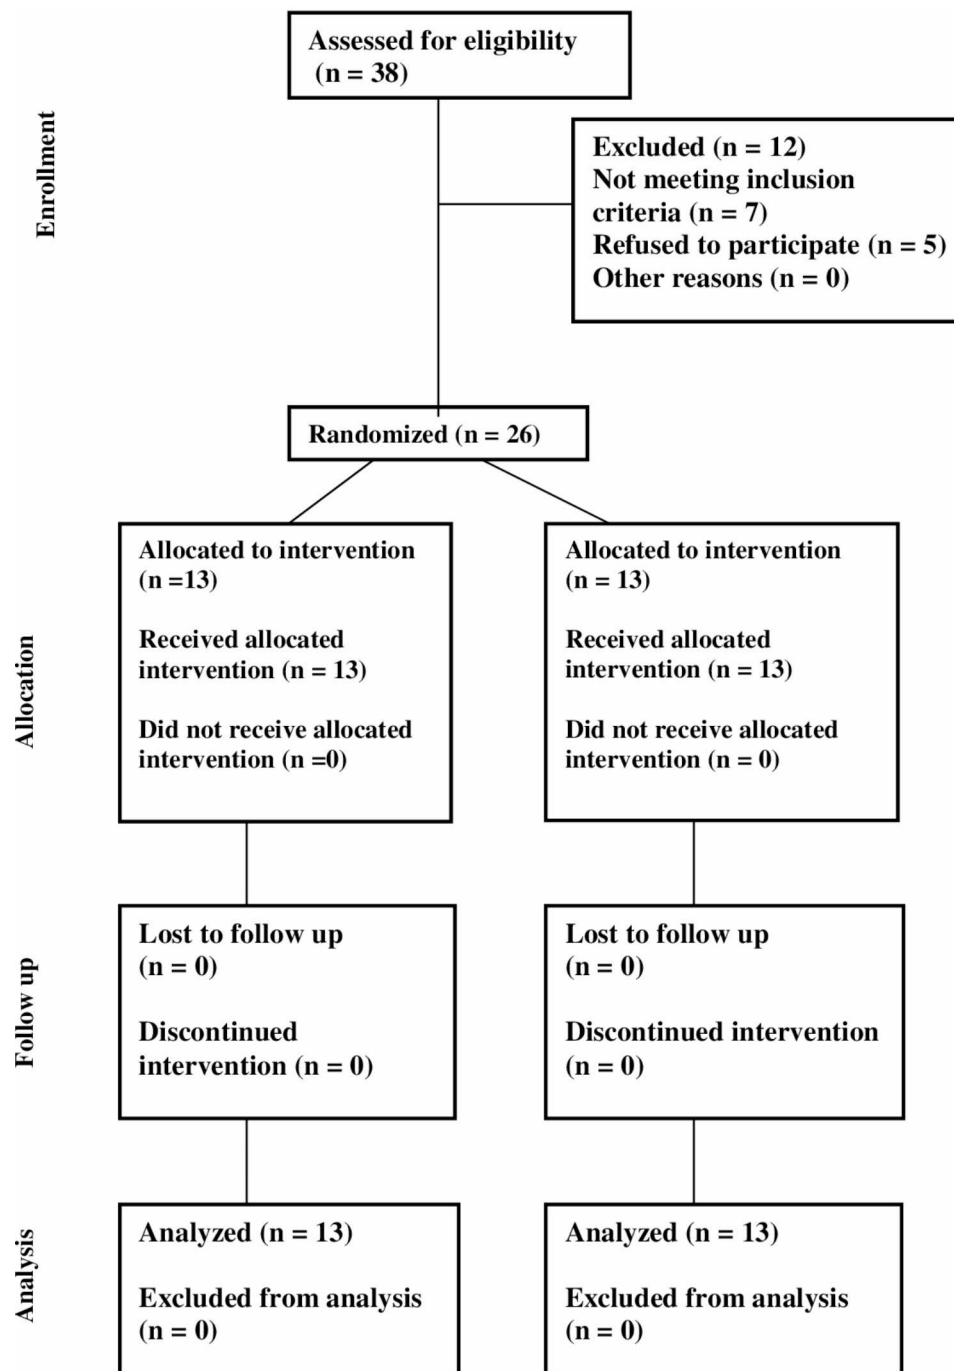 Assessed for eligibility
(n = 38)
Enrollment
Excluded (n = 12)
Not meeting inclusion
criteria (n = 7)
Refused to participate (n = 5)
Other reasons (n = 0)
Randomized (n = 26)
Allocation
Allocated to intervention
(n =13)
Received allocated
intervention (n = 13)
Did not receive allocated
intervention (n =0)
Allocated to intervention
(n = 13)
Received allocated
intervention (n = 13)
Did not receive allocated
intervention (n = 0)
Follow up
Lost to follow up
(n = 0)
Discontinued
intervention (n = 0)
Lost to follow up
(n = 0)
Discontinued intervention
(n = 0)
Analysis
Analyzed (n = 13)
Excluded from analysis
(n = 0)
Analyzed (n = 13)
Excluded from analysis
(n = 0)